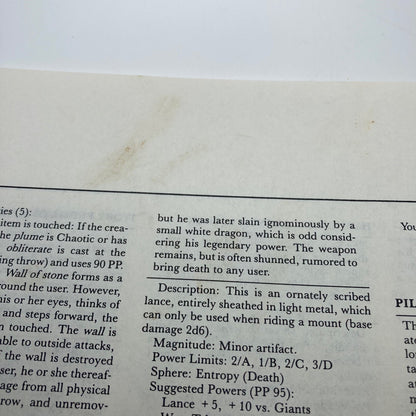 ies (5):
item is touched: If the crea-
he plume is Chaotic or has
obliterate is cast at the
ing throw) and uses 90 PP.
Wall of stone forms as a
round the user. However,
his or her eyes, thinks of
and steps forward, the
n touched. The wall is
able to outside attacks,
f the wall is destroyed
ser, he or she thereaf-
age from all physical
row, and unremov-
but he was later slain ignominiously by a
small white dragon, which is odd consid-
ering his legendary power. The weapon
remains, but is often shunned, rumored to
bring death to any user.
Description: This is an ornately scribed
lance, entirely sheathed in light metal, which
can only be used when riding a mount (base
damage 2d6).
Magnitude: Minor artifact.
Power Limits: 2/A, 1/B, 2/C, 3/D
Sphere: Entropy (Death)
Suggested Powers (PP 95):
Lance +5, +10 vs. Giants
You
PIL
Th